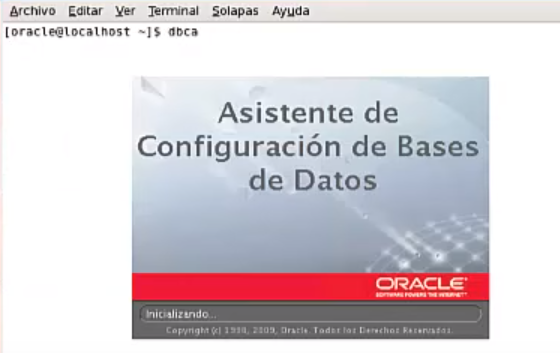 Archivo Editar Ver Terminal Solapas Ayuda
[oracle@localhost ~]$ dbca
Asistente de
Configuración de Bases
de Datos
ORACLE
SOFTWARE POWERS THE INTERNET
Inicializando...
Copyright (c) 1998, 2009, Oracle. Todos los Derechos Reservados.